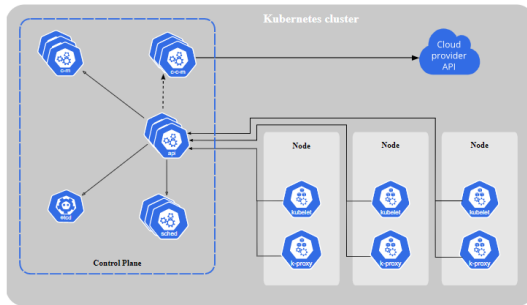 Kubernetes cluster
c-m
c-c-m
Cloud
provider
API
api
Node
Node
Node
etcd
sched
kubelet
kubelet
kubelet
k-proxy
k-proxy
k-proxy
Control Plane